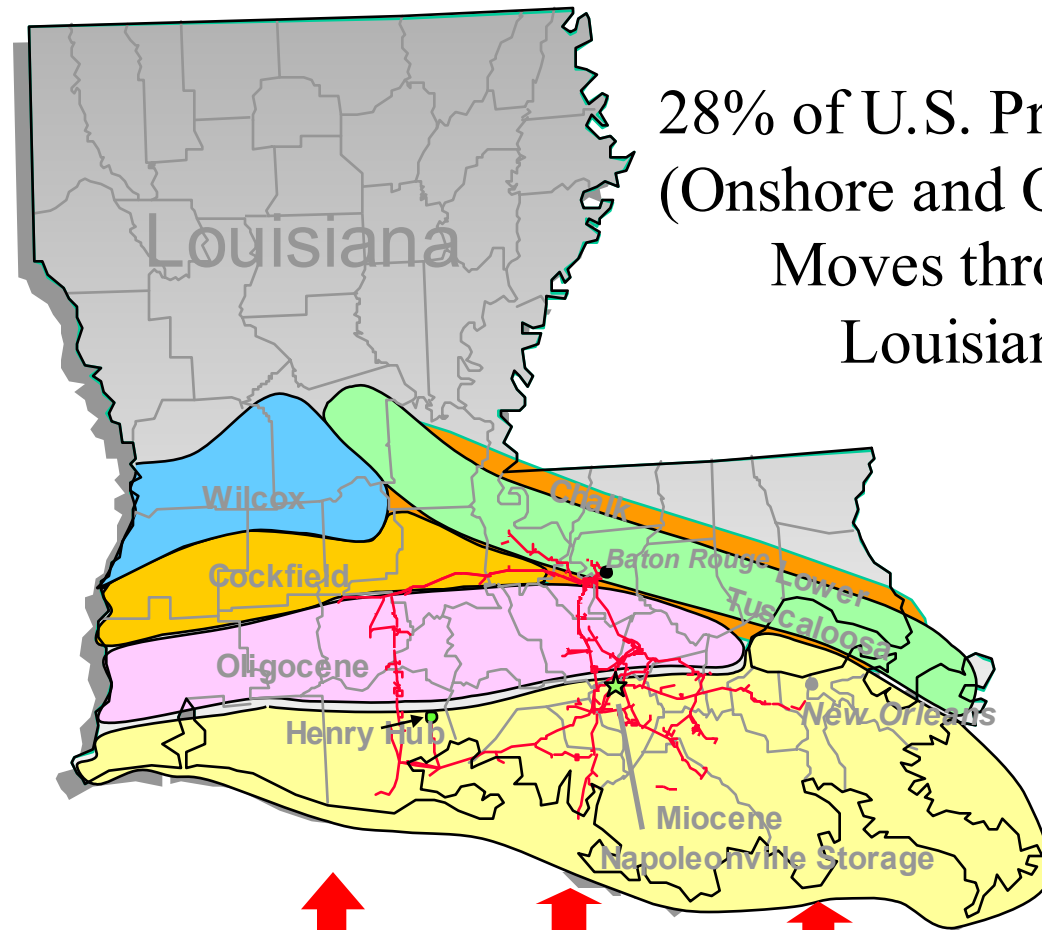 28% of U.S. Pr
(Onshore and
Moves thro
Louisiar
Louisiana
Wilcox
Chalk
Baton Rouge
Cockfield
Lower
Tuscaloosa
Oligocene
New Orleans
Henry Hub
Miocene
Napoleonville Storage